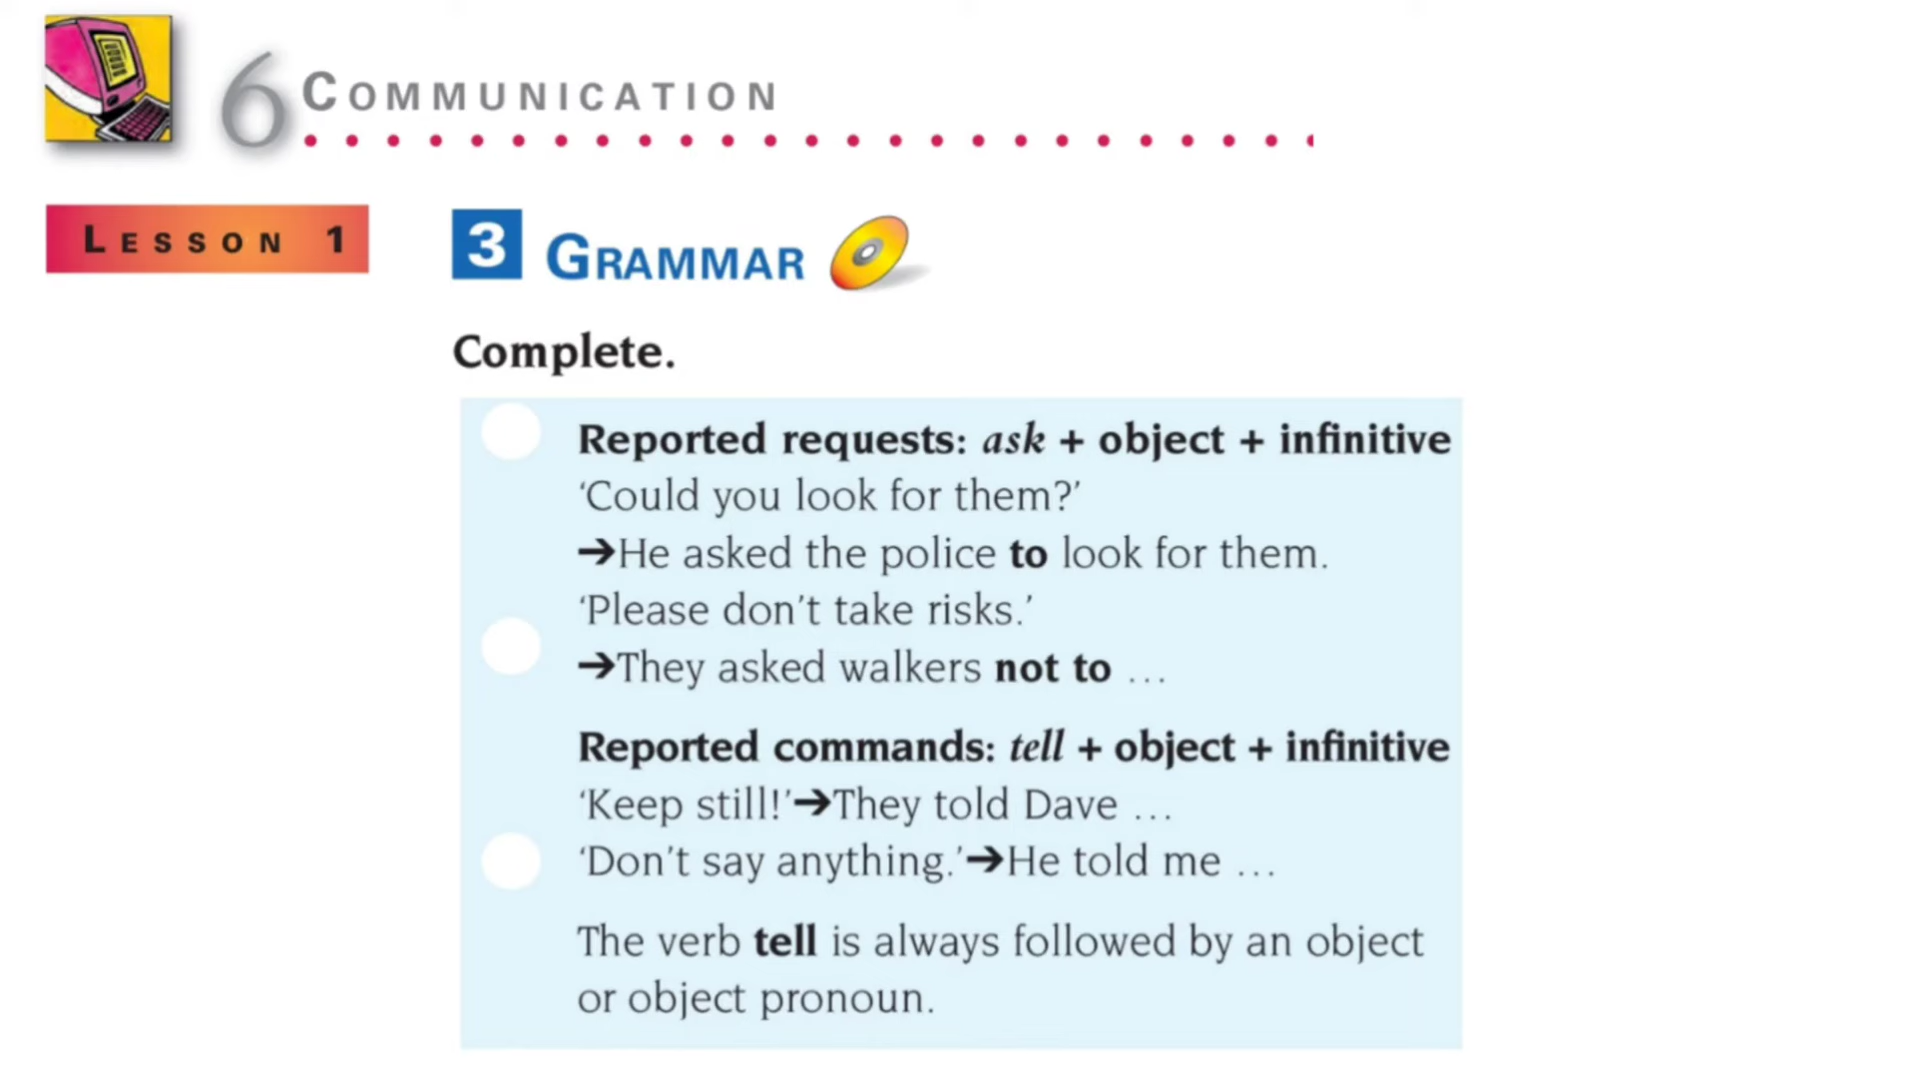 6 COMMUNICATION
LESSON 1
3 GRAMMAR
Complete.
Reported requests: ask + object + infinitive
‘Could you look for them?’
➔He asked the police to look for them.
‘Please don’t take risks.’
➔They asked walkers not to …
Reported commands: tell + object + infinitive
‘Keep still!’➔They told Dave …
‘Don’t say anything.’➔He told me …
The verb tell is always followed by an object
or object pronoun.